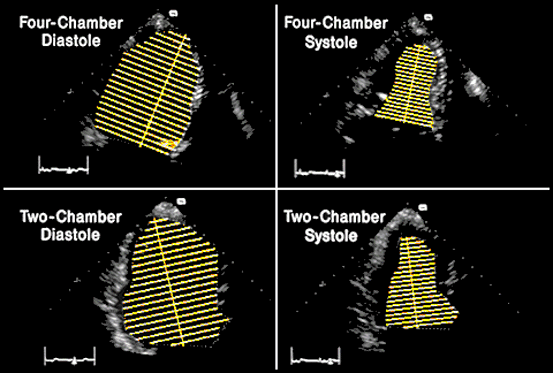 Four-Chamber
Diastole
Four-Chamber
Systole
Two-Chamber
Diastole
Two-Chamber
Systole